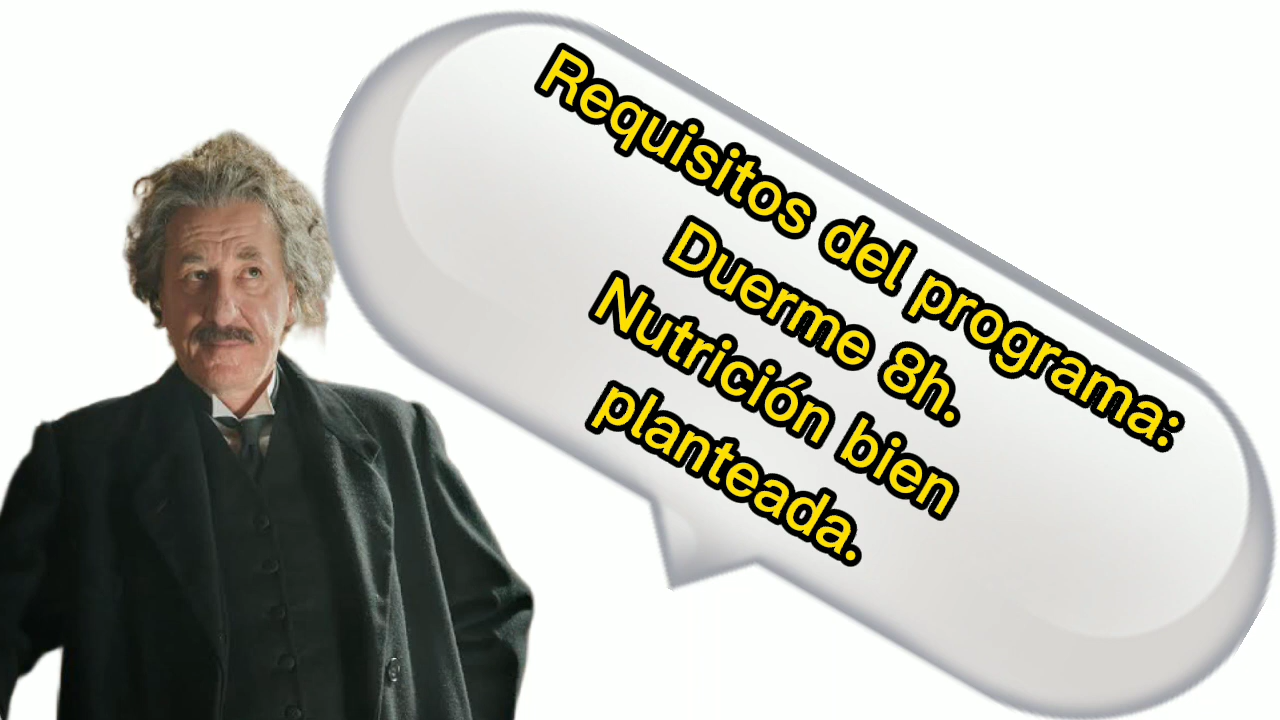 Requisitos del programa:
Duerme 8h.
Nutrición bien
planteada.